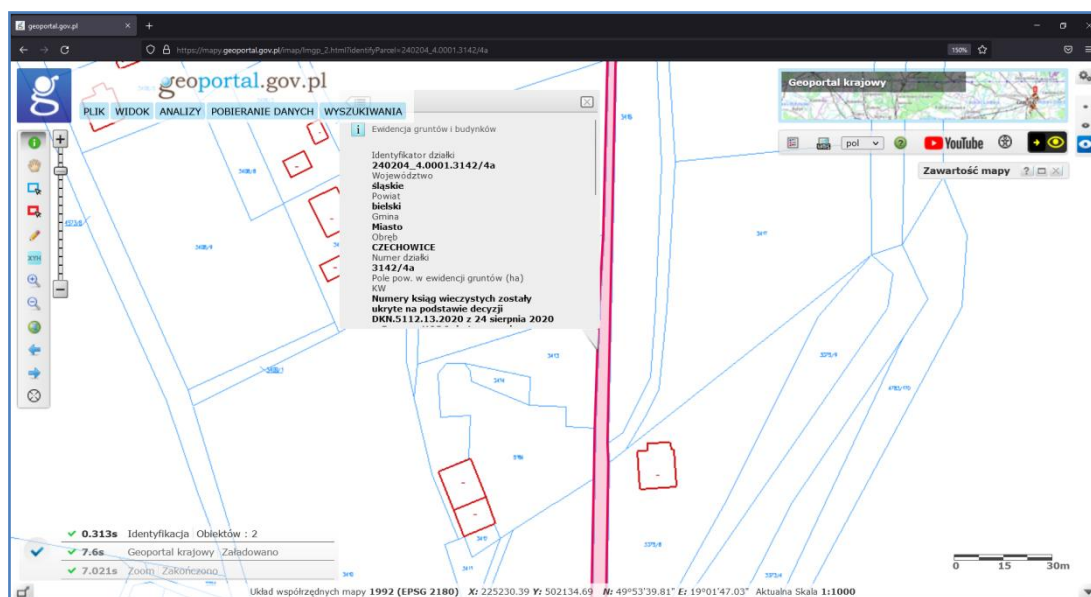 geoportal.gov.pl
https://mapy.geoportal.gov.pl/imap/Imgp_2.html?identifyParcel=240204_4.0001.3142/4a
150%
g
geoportal.gov.pl
PLIK WIDOK ANALIZY POBIERANIE DANYCH WYSZUKIWANIA
Geoportal krajowy
pol
YouTube
Zawartość mapy
Ewidencja gruntów i budynków
Identyfikator działki
240204_4.0001.3142/4a
Województwo
śląskie
Powiat
bielski
Gmina
Miasto
Obręb
CZECHOWICE
Numer działki
3142/4a
Pole pow. w ewidencji gruntów (ha)
KW
Numery ksiąg wieczystych zostały
ukryte na podstawie decyzji
DKN.5112.13.2020 z 24 sierpnia 2020
XYH
3413
3414
0.313s Identyfikacja Obiektów : 2
7.6s Geoportal krajowy Załadowano
7.021s Zoom Zakończono
0 15 30m
Układ współrzędnych mapy 1992 (EPSG 2180) X: 225230.39 Y: 502134.69 N: 49°53'39.81" E: 19°01'47.03" Aktualna Skala 1:1000